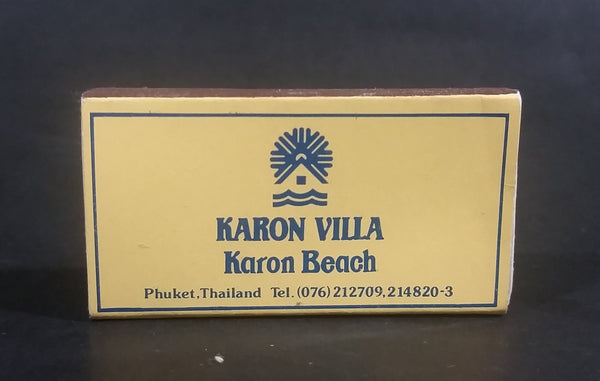 KARON VILLA
Karon Beach
Phuket,Thailand Tel.(076)212709,214820-3